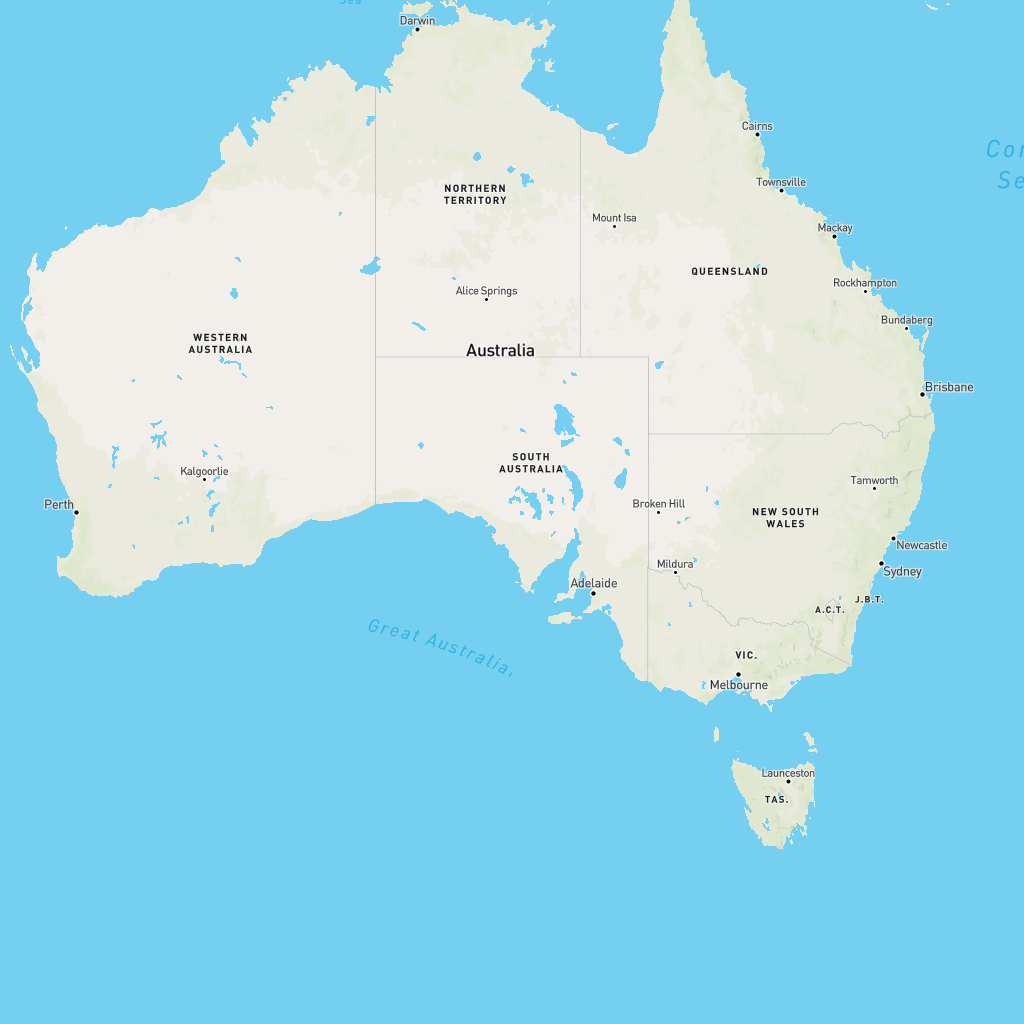 Sea
Darwin
Cairns
Townsville
NORTHERN
TERRITORY
Mount Isa
Mackay
QUEENSLAND
Rockhampton
Alice Springs
Bundaberg
WESTERN
AUSTRALIA
Australia
Brisbane
SOUTH
AUSTRALIA
Kalgoorlie
Tamworth
Perth
Broken Hill
NEW SOUTH
WALES
Newcastle
Mildura
Sydney
Adelaide
J.B.T.
A.C.T.
Great Australia,
VIC.
Melbourne
Launceston
TAS.